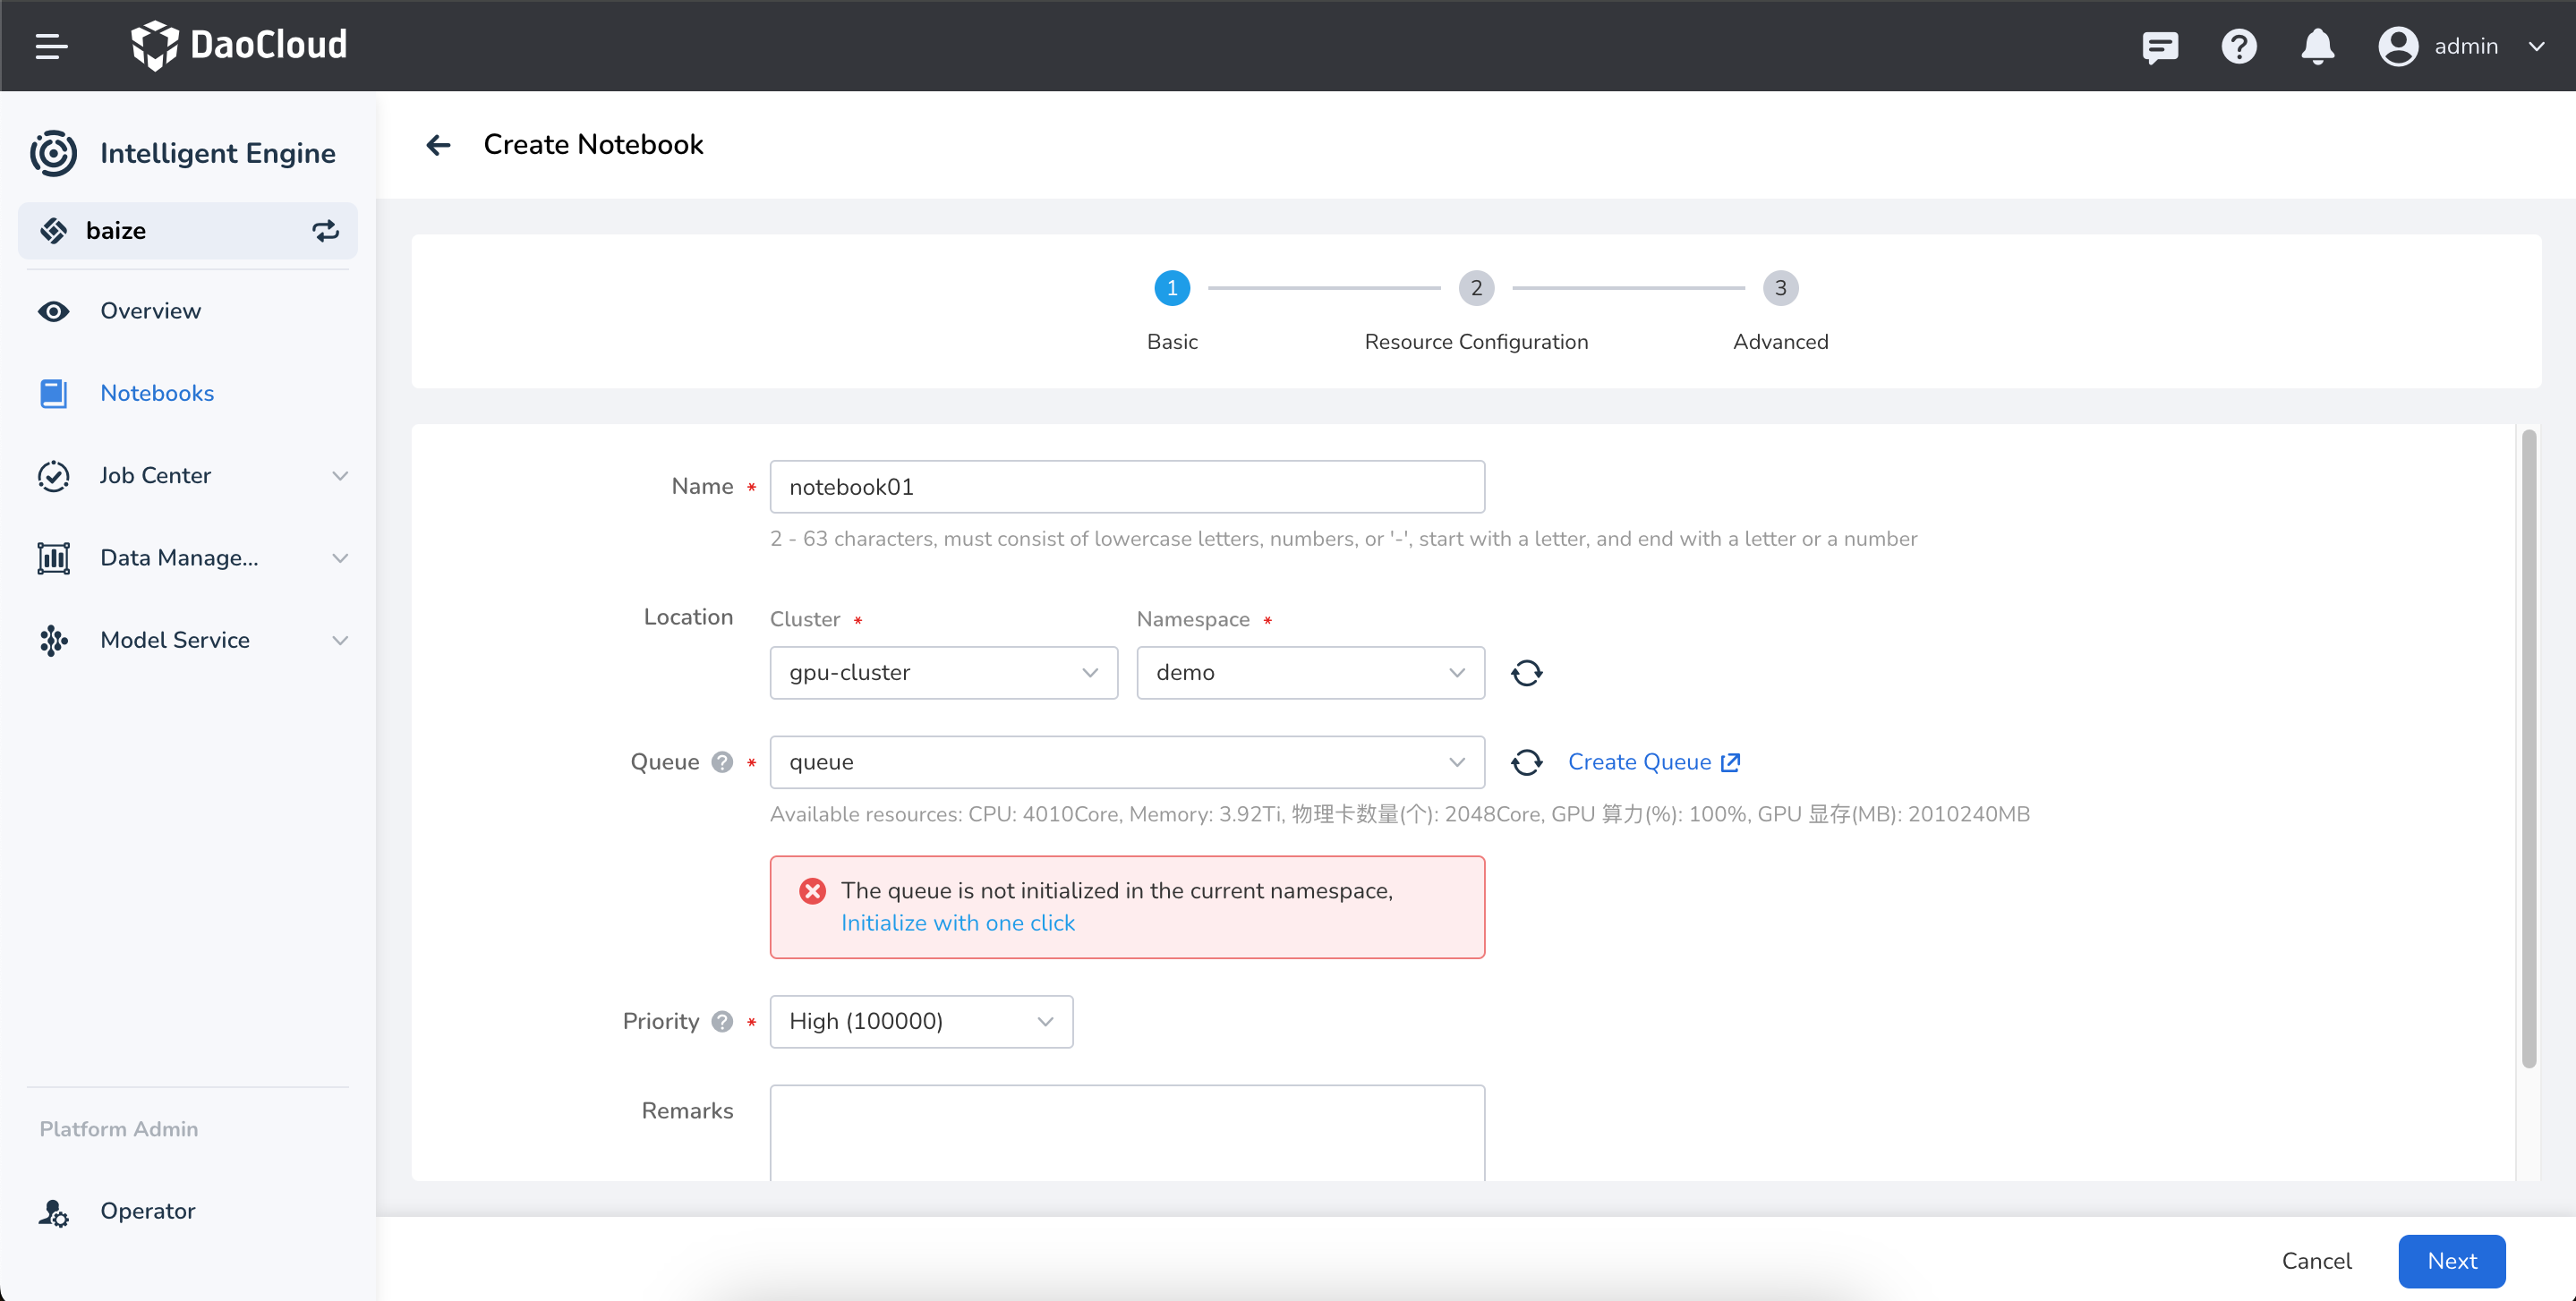 DaoCloud
admin
Intelligent Engine
baize
Overview
Notebooks
Job Center
Data Manage...
Model Service
Platform Admin
Operator
Create Notebook
1
2
3
Basic
Resource Configuration
Advanced
Name *
notebook01
2 - 63 characters, must consist of lowercase letters, numbers, or '-', start with a letter, and end with a letter or a number
Location
Cluster *
Namespace *
gpu-cluster
demo
Queue ? *
queue
Create Queue
Available resources: CPU: 4010Core, Memory: 3.92Ti, 物理卡数量(个): 2048Core, GPU 算力(%): 100%, GPU 显存(MB): 2010240MB
The queue is not initialized in the current namespace,
Initialize with one click
Priority ? *
High (100000)
Remarks
Cancel
Next